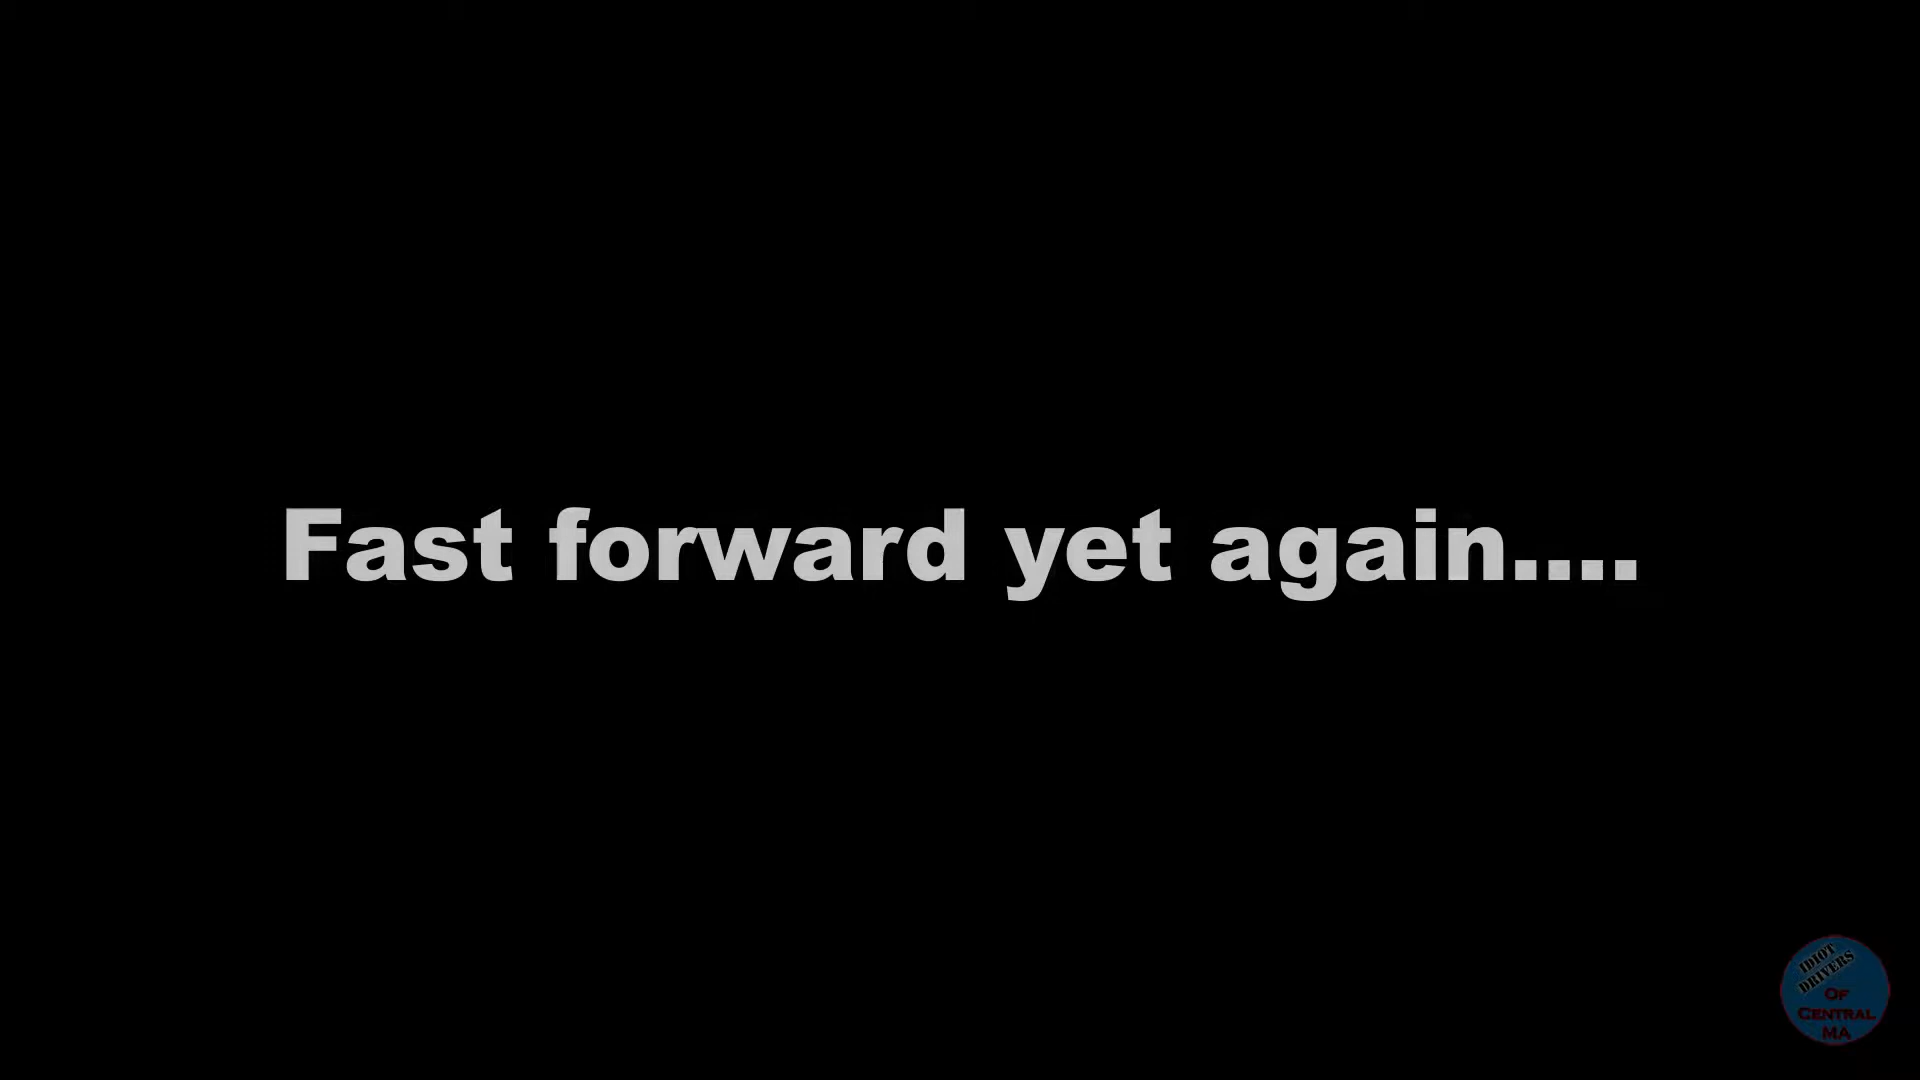 Fast forward yet again....
IDIOT
DRIVERS
OF
CENTRAL
MA